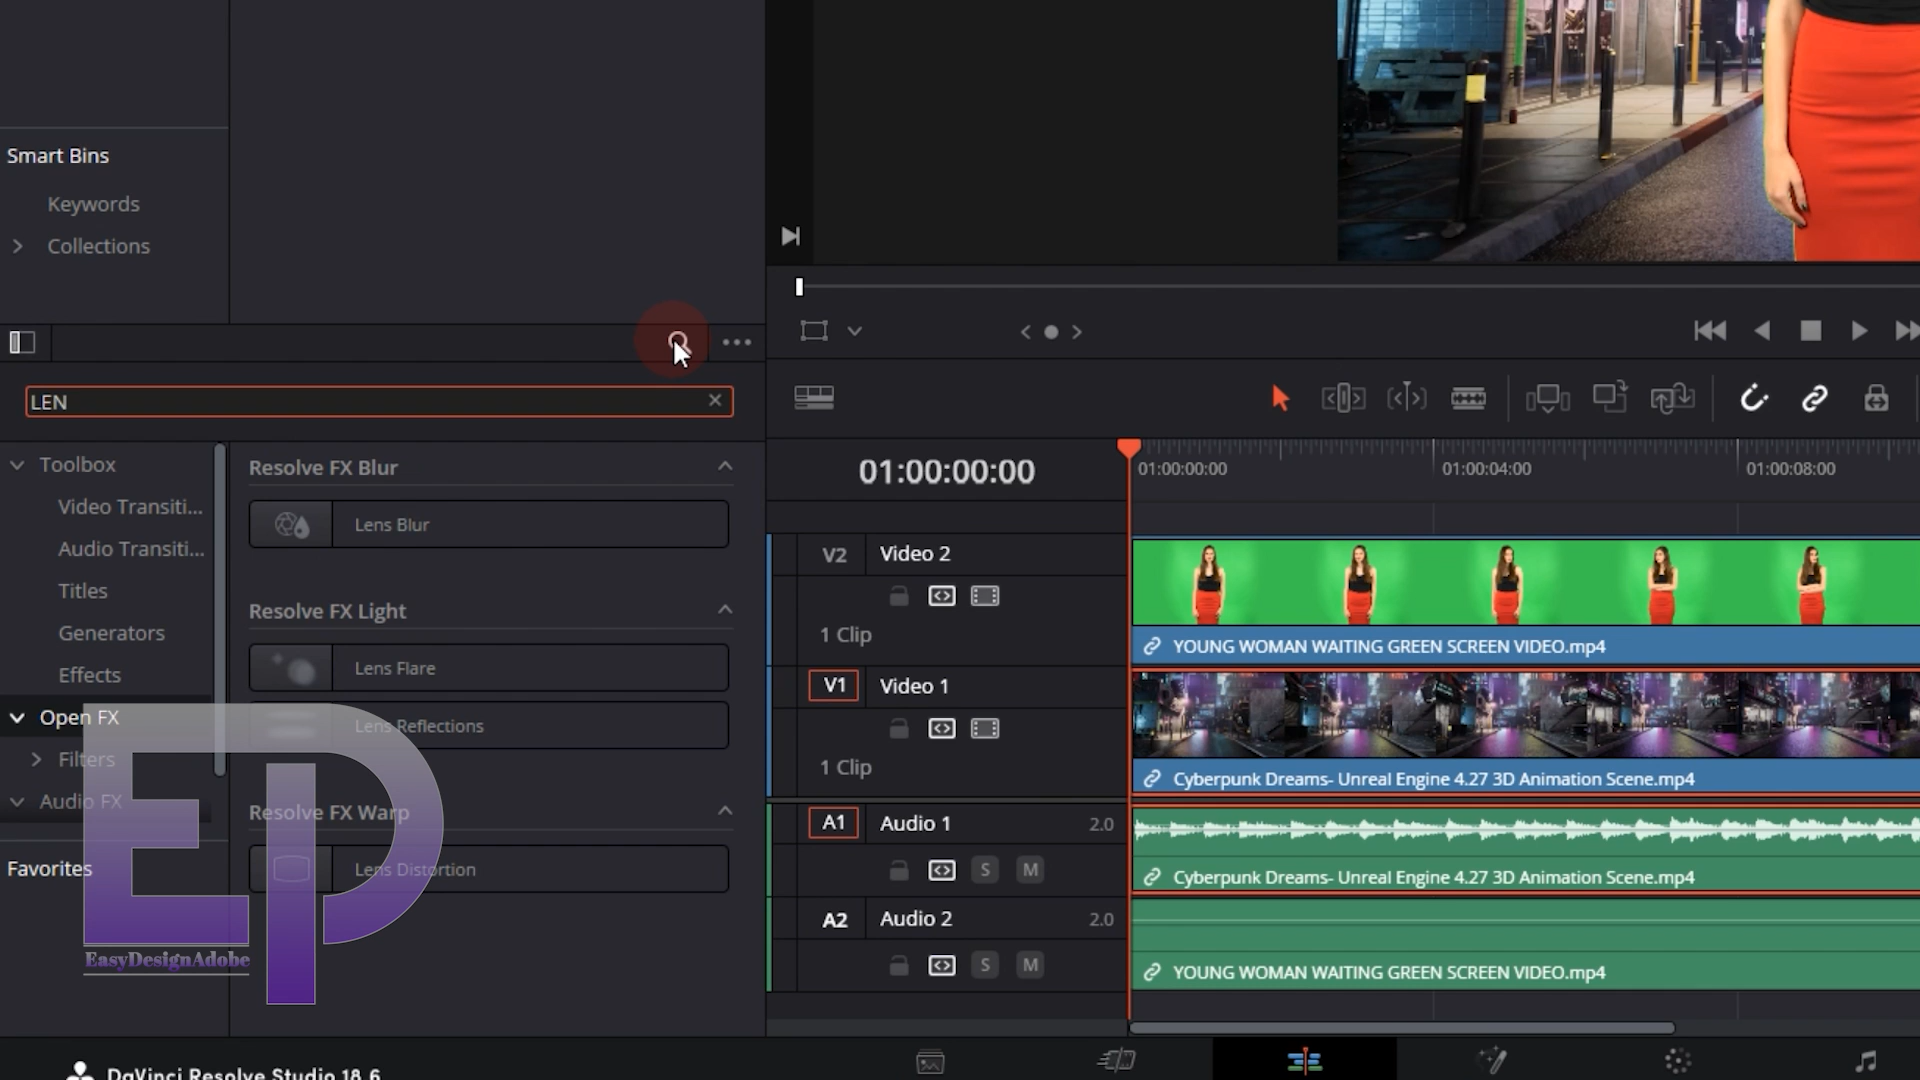 Smart Bins
Keywords
Collections
LEN
Toolbox
Video Transiti...
Audio Transiti...
Titles
Generators
Effects
Open FX
Filters
Audio FX
Favorites
Resolve FX Blur
Lens Blur
Resolve FX Light
Lens Flare
Lens Reflections
Resolve FX Warp
Lens Distortion
EP
EasyDesignAdobe
DaVinci Resolve Studio 18.6
01:00:00:00
01:00:00:00
01:00:04:00
01:00:08:00
V2 Video 2
1 Clip
YOUNG WOMAN WAITING GREEN SCREEN VIDEO.mp4
V1 Video 1
1 Clip
Cyberpunk Dreams- Unreal Engine 4.27 3D Animation Scene.mp4
A1 Audio 1 2.0
S M
Cyberpunk Dreams- Unreal Engine 4.27 3D Animation Scene.mp4
A2 Audio 2 2.0
S M
YOUNG WOMAN WAITING GREEN SCREEN VIDEO.mp4